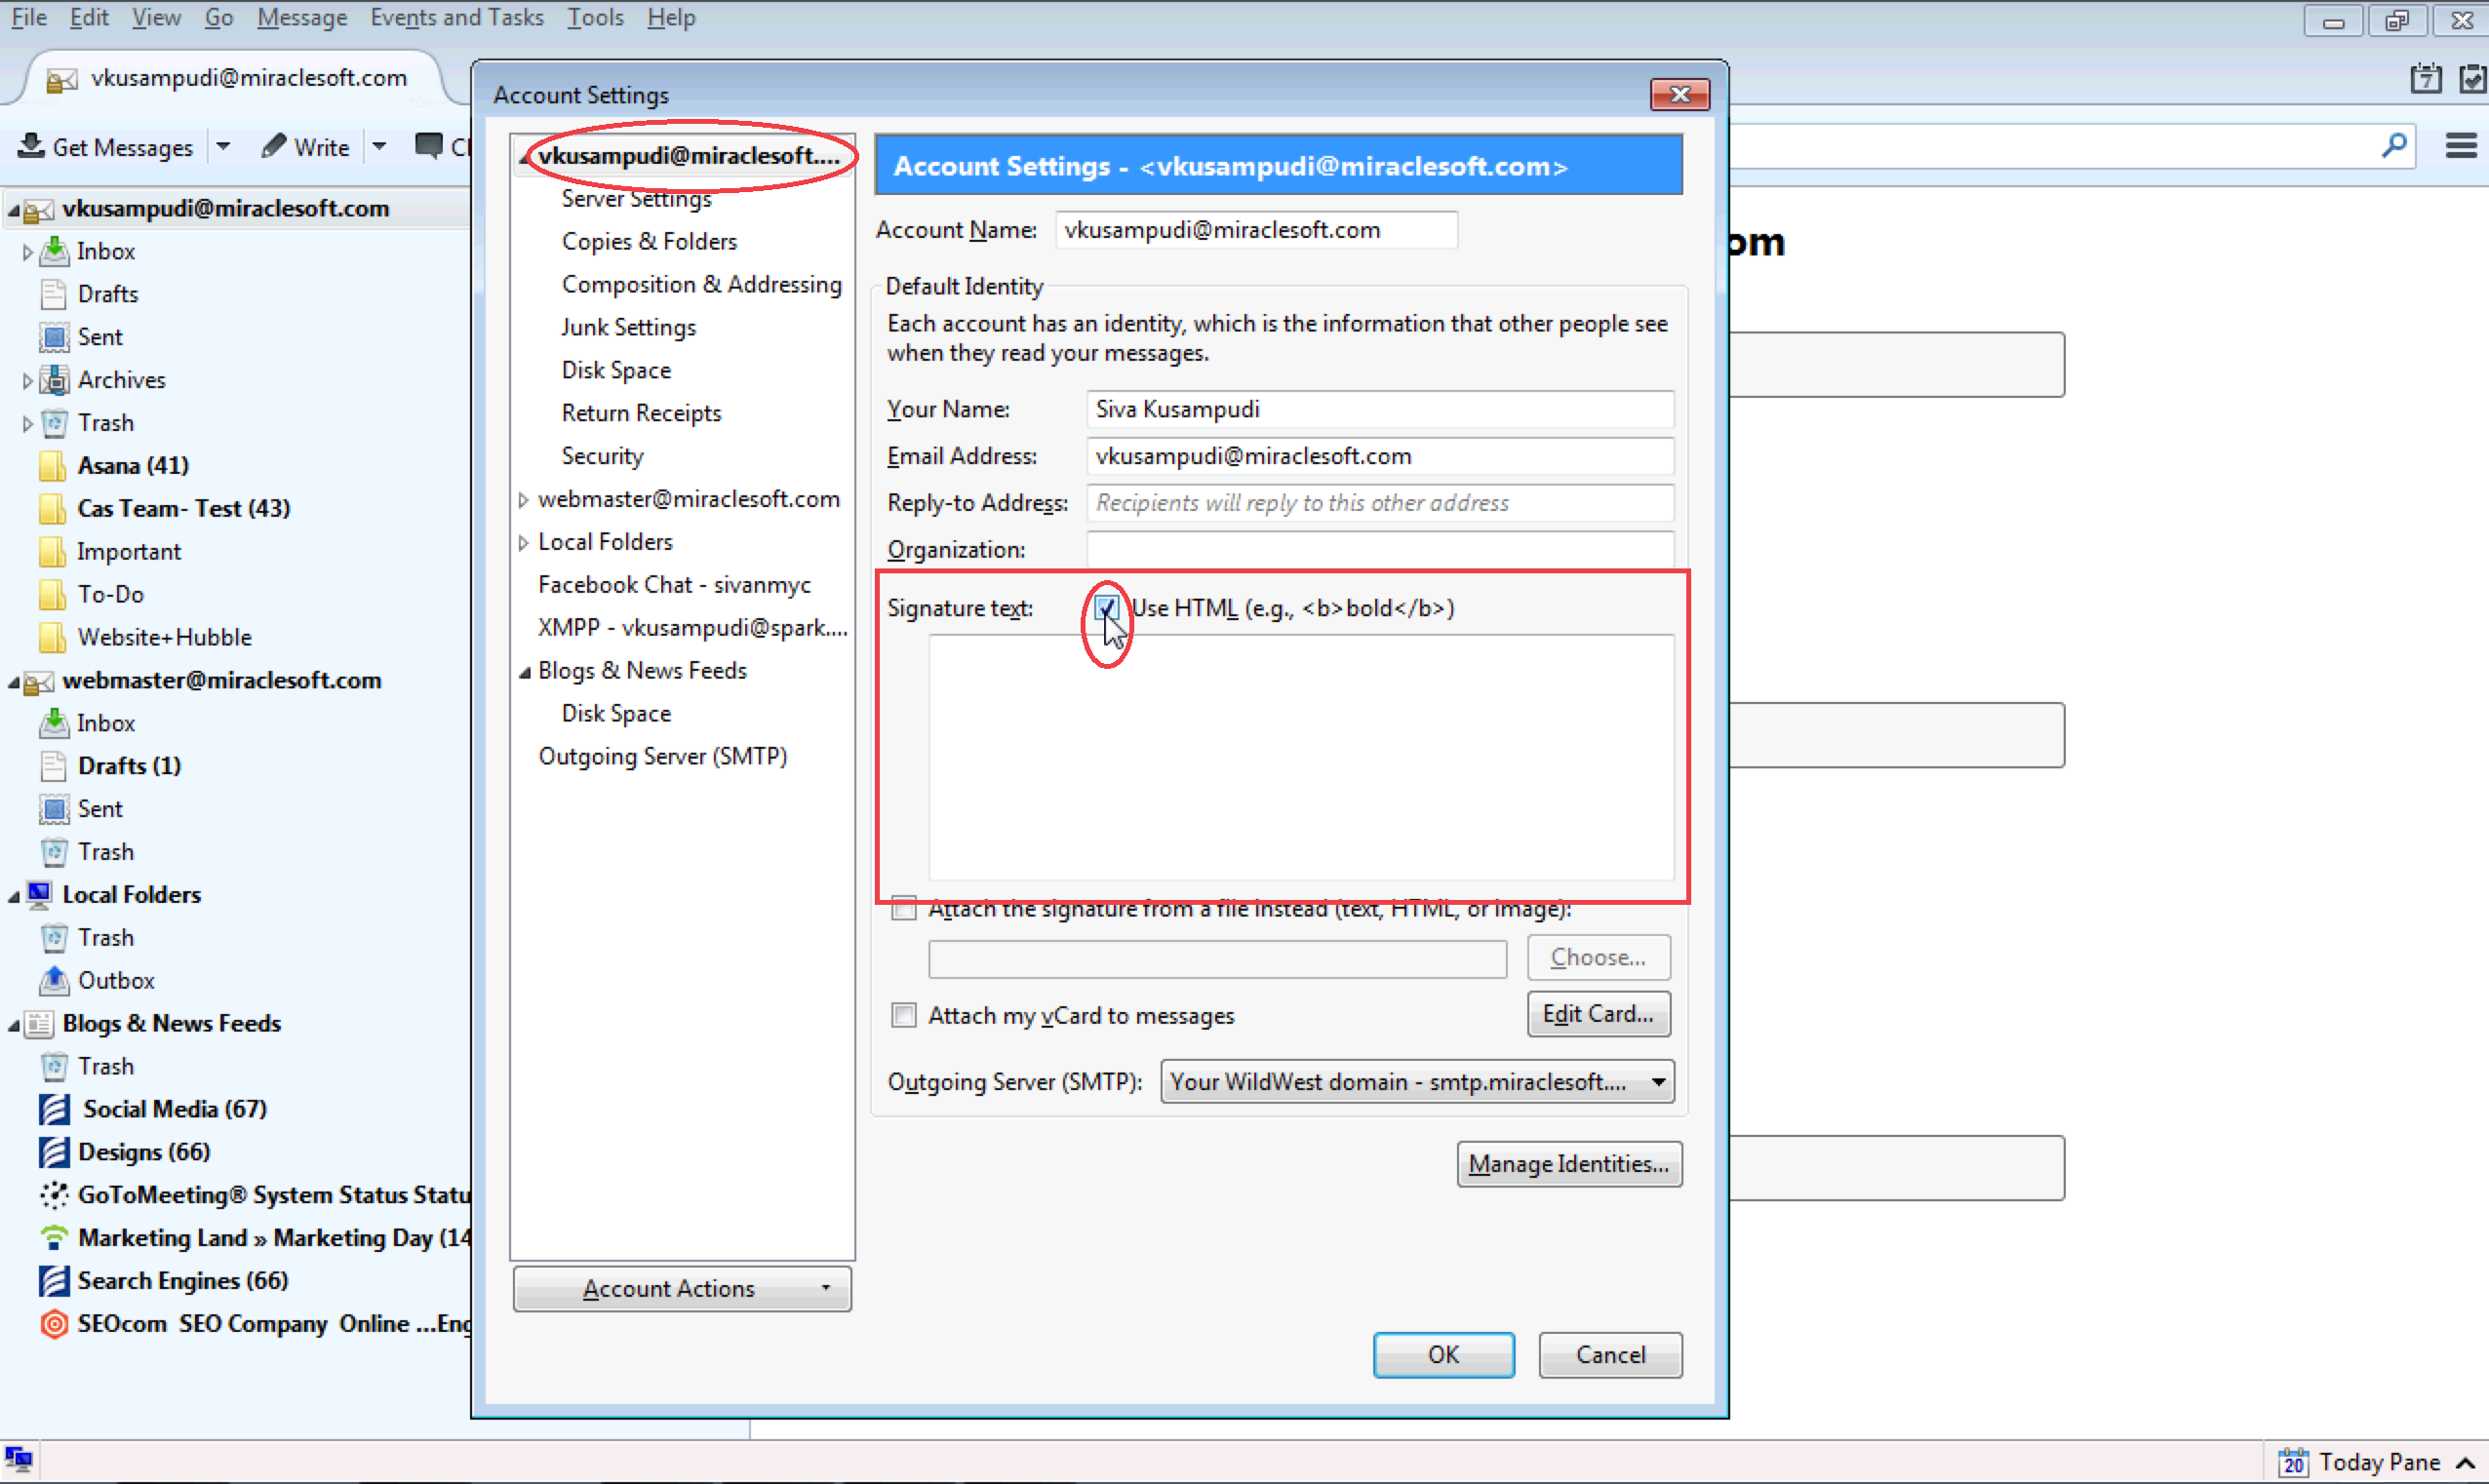 File Edit View Go Message Events and Tasks Tools Help
vkusampudi@miraclesoft.com
7
Get Messages
Write
vkusampudi@miraclesoft.com
Inbox
Drafts
Sent
Archives
Trash
Asana (41)
Cas Team- Test (43)
Important
To-Do
Website+Hubble
webmaster@miraclesoft.com
Inbox
Drafts (1)
Sent
Trash
Local Folders
Trash
Outbox
Blogs & News Feeds
Trash
Social Media (67)
Designs (66)
GoToMeeting® System Status Statu
Marketing Land » Marketing Day (14
Search Engines (66)
SEOcom SEO Company Online ...Eng
Account Settings
vkusampudi@miraclesoft....
Server Settings
Copies & Folders
Composition & Addressing
Junk Settings
Disk Space
Return Receipts
Security
webmaster@miraclesoft.com
Local Folders
Facebook Chat - sivanmyc
XMPP - vkusampudi@spark....
Blogs & News Feeds
Disk Space
Outgoing Server (SMTP)
Account Actions
Account Settings - <vkusampudi@miraclesoft.com>
Account Name: vkusampudi@miraclesoft.com
Default Identity
Each account has an identity, which is the information that other people see
when they read your messages.
Your Name: Siva Kusampudi
Email Address: vkusampudi@miraclesoft.com
Reply-to Address: Recipients will reply to this other address
Organization:
Signature text: Use HTML (e.g., <b>bold</b>)
Attach the signature from a file instead (text, HTML, or image):
Choose...
Attach my vCard to messages
Edit Card...
Outgoing Server (SMTP): Your WildWest domain - smtp.miraclesoft....
Manage Identities...
OK Cancel
om
20 Today Pane